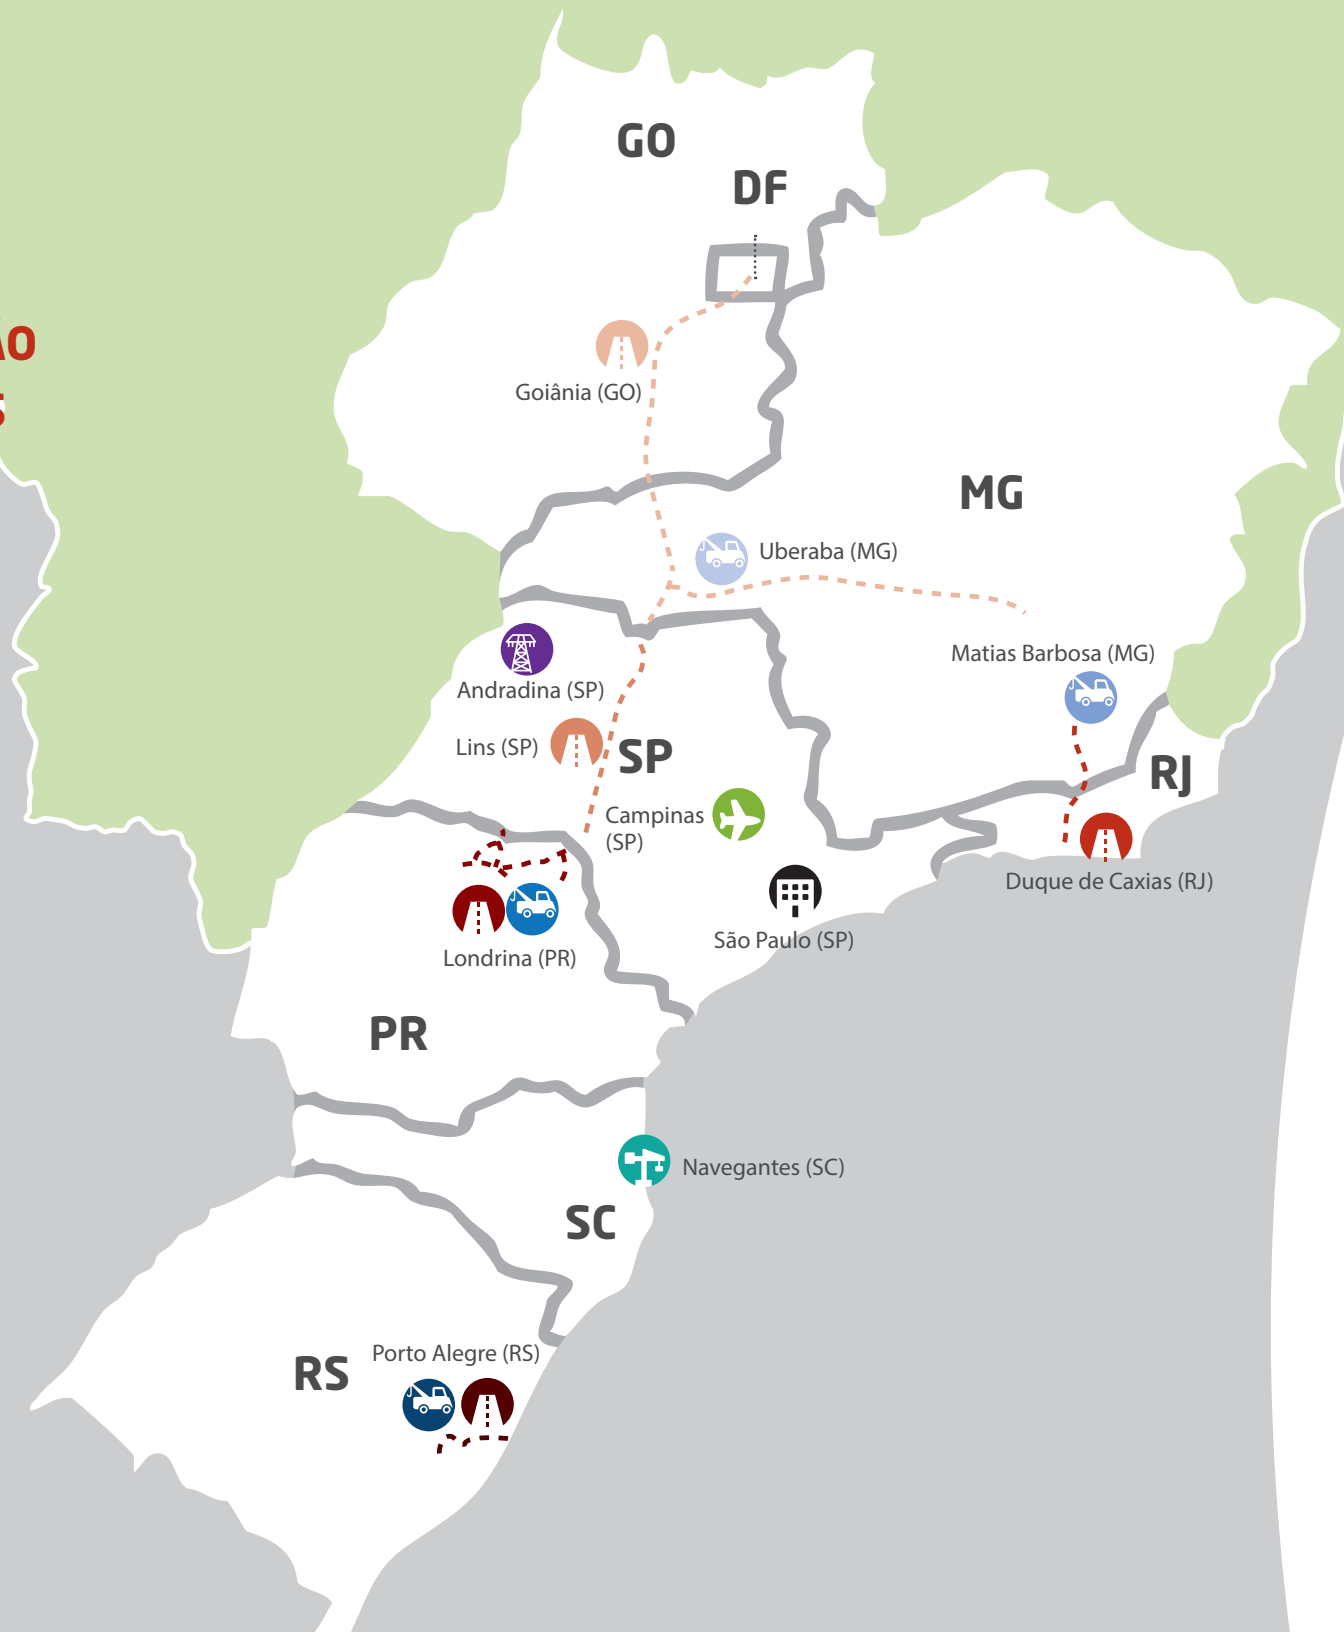 GO
DF
ÃO
S
Goiânia (GO)
MG
Uberaba (MG)
Matias Barbosa (MG)
Andradina (SP)
Lins (SP)
SP
RJ
Campinas
(SP)
Duque de Caxias (RJ)
São Paulo (SP)
Londrina (PR)
PR
Navegantes (SC)
SC
Porto Alegre (RS)
RS